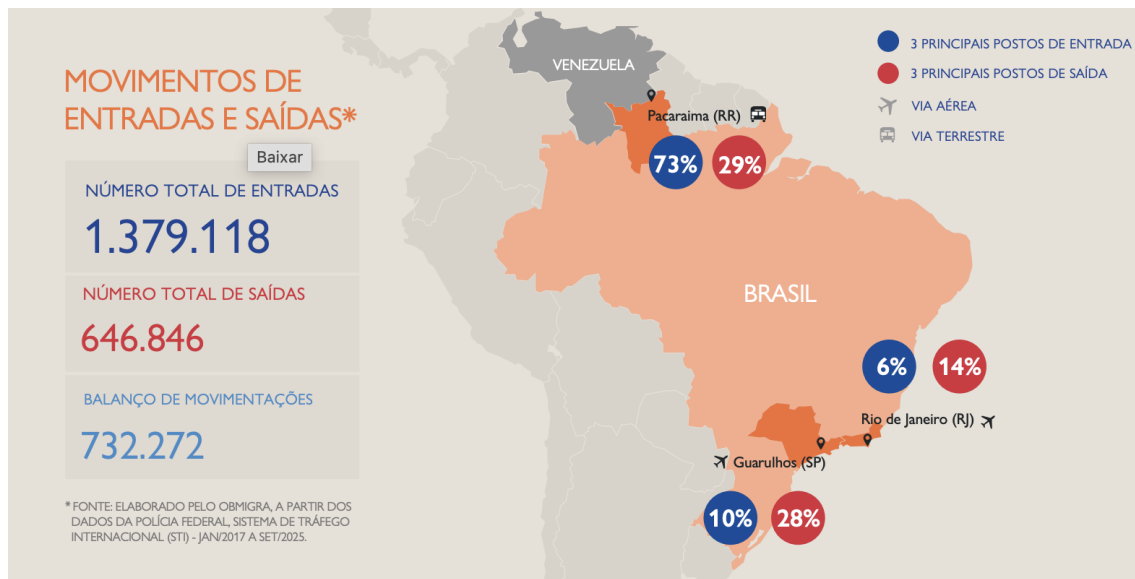 MOVIMENTOS DE
ENTRADAS E SAÍDAS*
Baixar
NÚMERO TOTAL DE ENTRADAS
1.379.118
NÚMERO TOTAL DE SAÍDAS
646.846
BALANÇO DE MOVIMENTAÇÕES
732.272
* FONTE: ELABORADO PELO OBMIGRA, A PARTIR DOS
DADOS DA POLÍCIA FEDERAL, SISTEMA DE TRÁFEGO
INTERNACIONAL (STI) - JAN/2017 A SET/2025.
VENEZUELA
Pacaraima (RR)
73% 29%
BRASIL
6% 14%
Rio de Janeiro (RJ)
Guarulhos (SP)
10% 28%
3 PRINCIPAIS POSTOS DE ENTRADA
3 PRINCIPAIS POSTOS DE SAÍDA
VIA AÉREA
VIA TERRESTRE